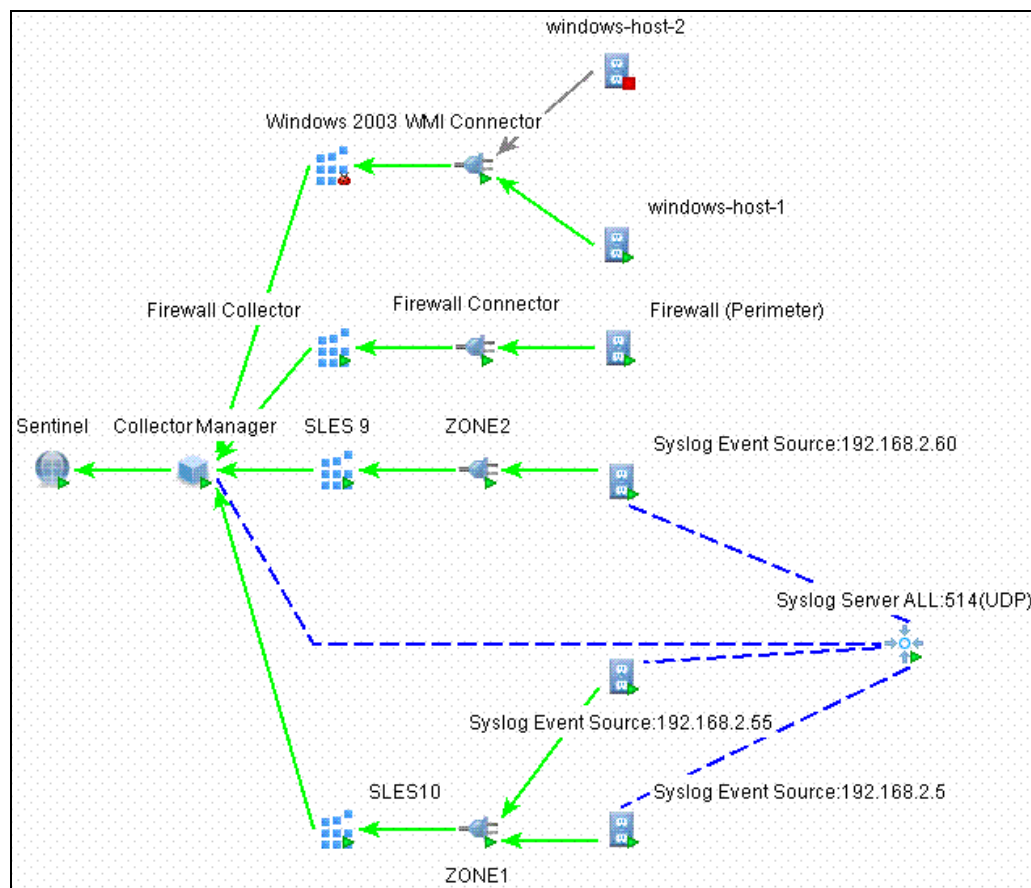 windows-host-2
Windows 2003 WMI Connector
windows-host-1
Firewall Collector
Firewall Connector
Firewall (Perimeter)
Sentinel
Collector Manager
SLES 9
ZONE2
Syslog Event Source:192.168.2.60
Syslog Server ALL:514(UDP)
Syslog Event Source:192.168.2.55
SLES10
Syslog Event Source:192.168.2.5
ZONE1